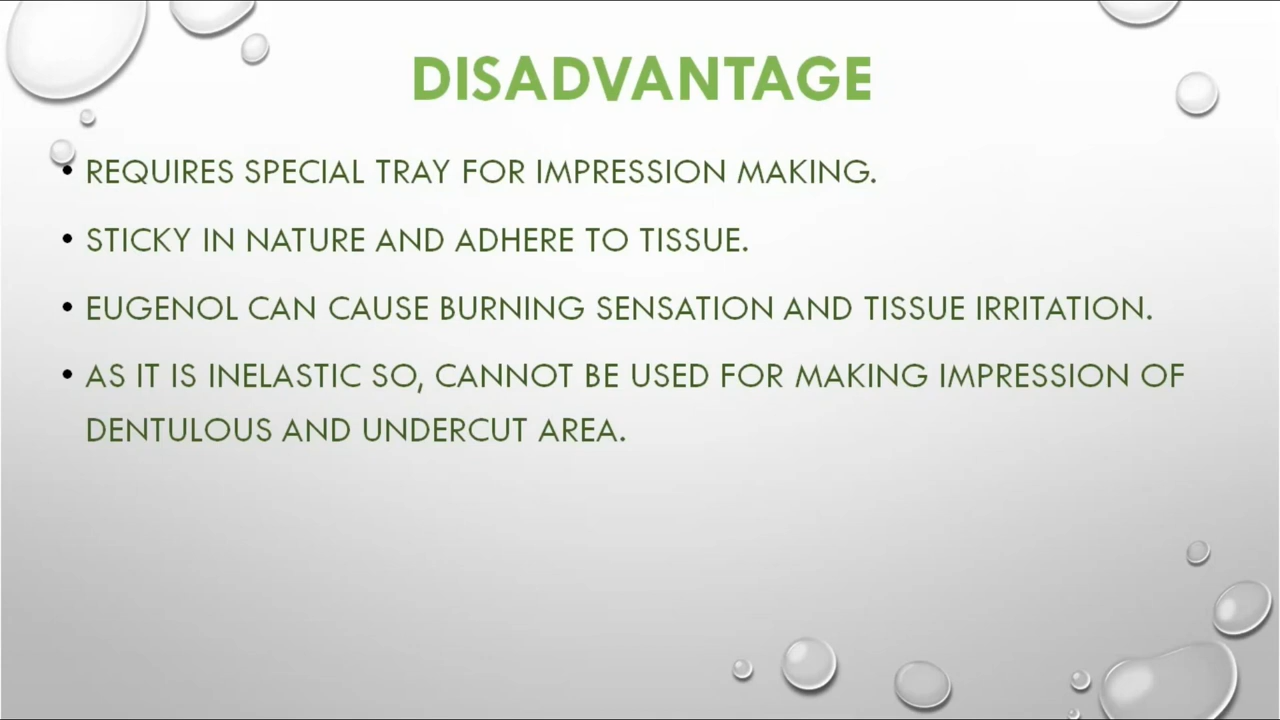 DISADVANTAGE
• REQUIRES SPECIAL TRAY FOR IMPRESSION MAKING.
• STICKY IN NATURE AND ADHERE TO TISSUE.
• EUGENOL CAN CAUSE BURNING SENSATION AND TISSUE IRRITATION.
• AS IT IS INELASTIC SO, CANNOT BE USED FOR MAKING IMPRESSION OF
DENTULOUS AND UNDERCUT AREA.